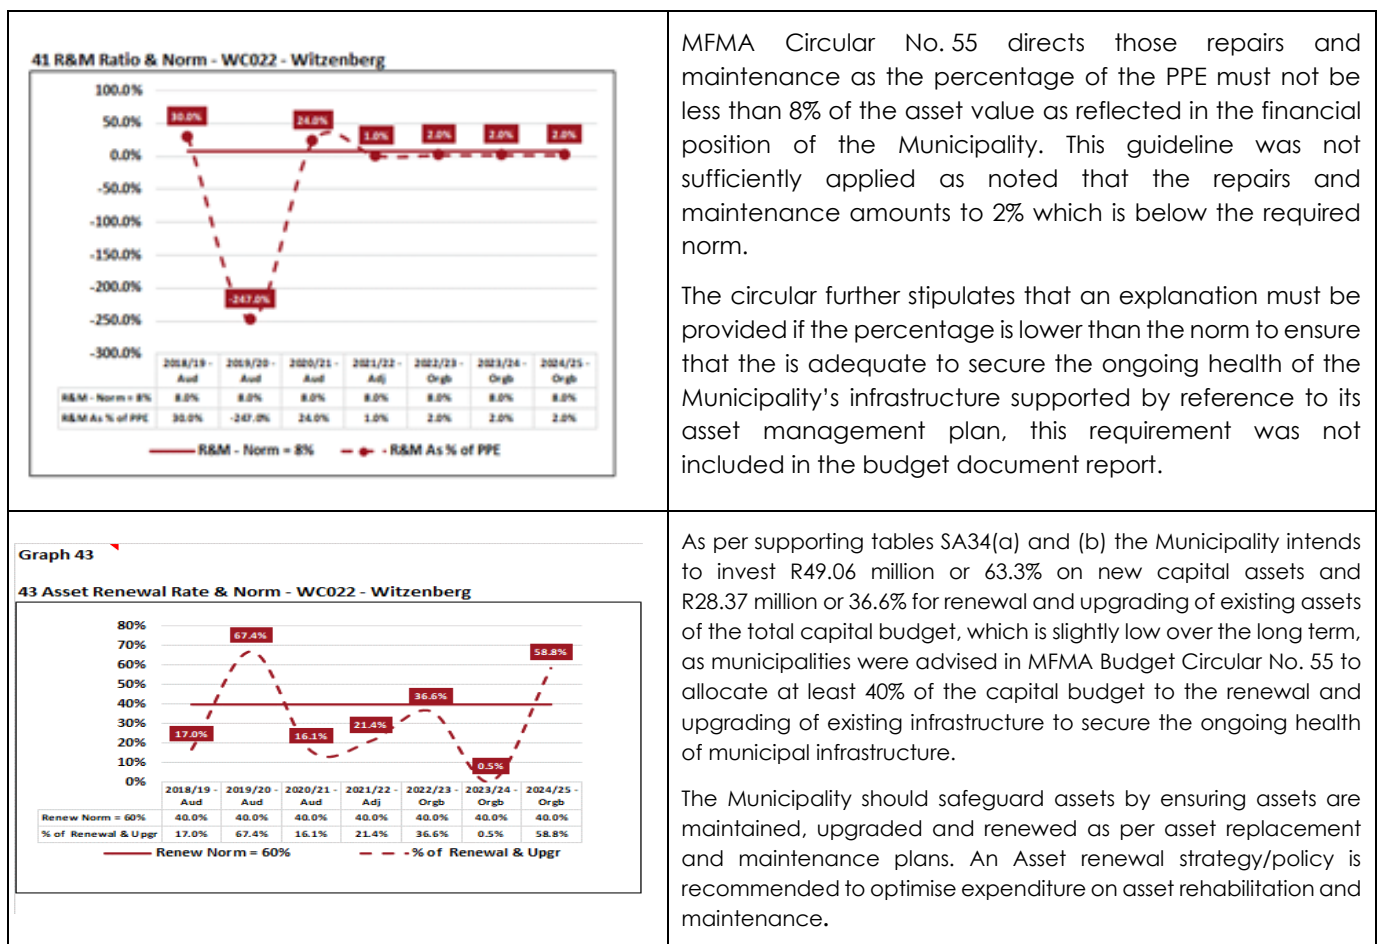 41 R&M Ratio & Norm - WC022 - Witzenberg
100.0%
50.0%
0.0%
-50.0%
-100.0%
-150.0%
-200.0%
-250.0%
-300.0%
30.0%
-247.0%
24.0%
1.0%
2.0%
2.0%
2.0%
2018/19 - Aud 2019/20 - Aud 2020/21 - Aud 2021/22 - Adj 2022/23 - Orgb 2023/24 - Orgb 2024/25 - Orgb
R&M - Norm = 8% 8.0% 8.0% 8.0% 8.0% 8.0% 8.0% 8.0%
R&M As % of PPE 30.0% -247.0% 24.0% 1.0% 2.0% 2.0% 2.0%
R&M - Norm = 8% R&M As % of PPE
MFMA Circular No. 55 directs those repairs and
maintenance as the percentage of the PPE must not be
less than 8% of the asset value as reflected in the financial
position of the Municipality. This guideline was not
sufficiently applied as noted that the repairs and
maintenance amounts to 2% which is below the required
norm.
The circular further stipulates that an explanation must be
provided if the percentage is lower than the norm to ensure
that the is adequate to secure the ongoing health of the
Municipality's infrastructure supported by reference to its
asset management plan, this requirement was not
included in the budget document report.
Graph 43
43 Asset Renewal Rate & Norm - WC022 - Witzenberg
80%
70%
60%
50%
40%
30%
20%
10%
0%
17.0%
67.4%
16.1%
21.4%
36.6%
0.5%
58.8%
2018/19 - Aud 2019/20 - Aud 2020/21 - Aud 2021/22 - Adj 2022/23 - Orgb 2023/24 - Orgb 2024/25 - Orgb
Renew Norm = 60% 40.0% 40.0% 40.0% 40.0% 40.0% 40.0% 40.0%
% of Renewal & Upgr 17.0% 67.4% 16.1% 21.4% 36.6% 0.5% 58.8%
Renew Norm = 60% % of Renewal & Upgr
As per supporting tables SA34(a) and (b) the Municipality intends
to invest R49.06 million or 63.3% on new capital assets and
R28.37 million or 36.6% for renewal and upgrading of existing assets
of the total capital budget, which is slightly low over the long term,
as municipalities were advised in MFMA Budget Circular No. 55 to
allocate at least 40% of the capital budget to the renewal and
upgrading of existing infrastructure to secure the ongoing health
of municipal infrastructure.
The Municipality should safeguard assets by ensuring assets are
maintained, upgraded and renewed as per asset replacement
and maintenance plans. An Asset renewal strategy/policy is
recommended to optimise expenditure on asset rehabilitation and
maintenance.